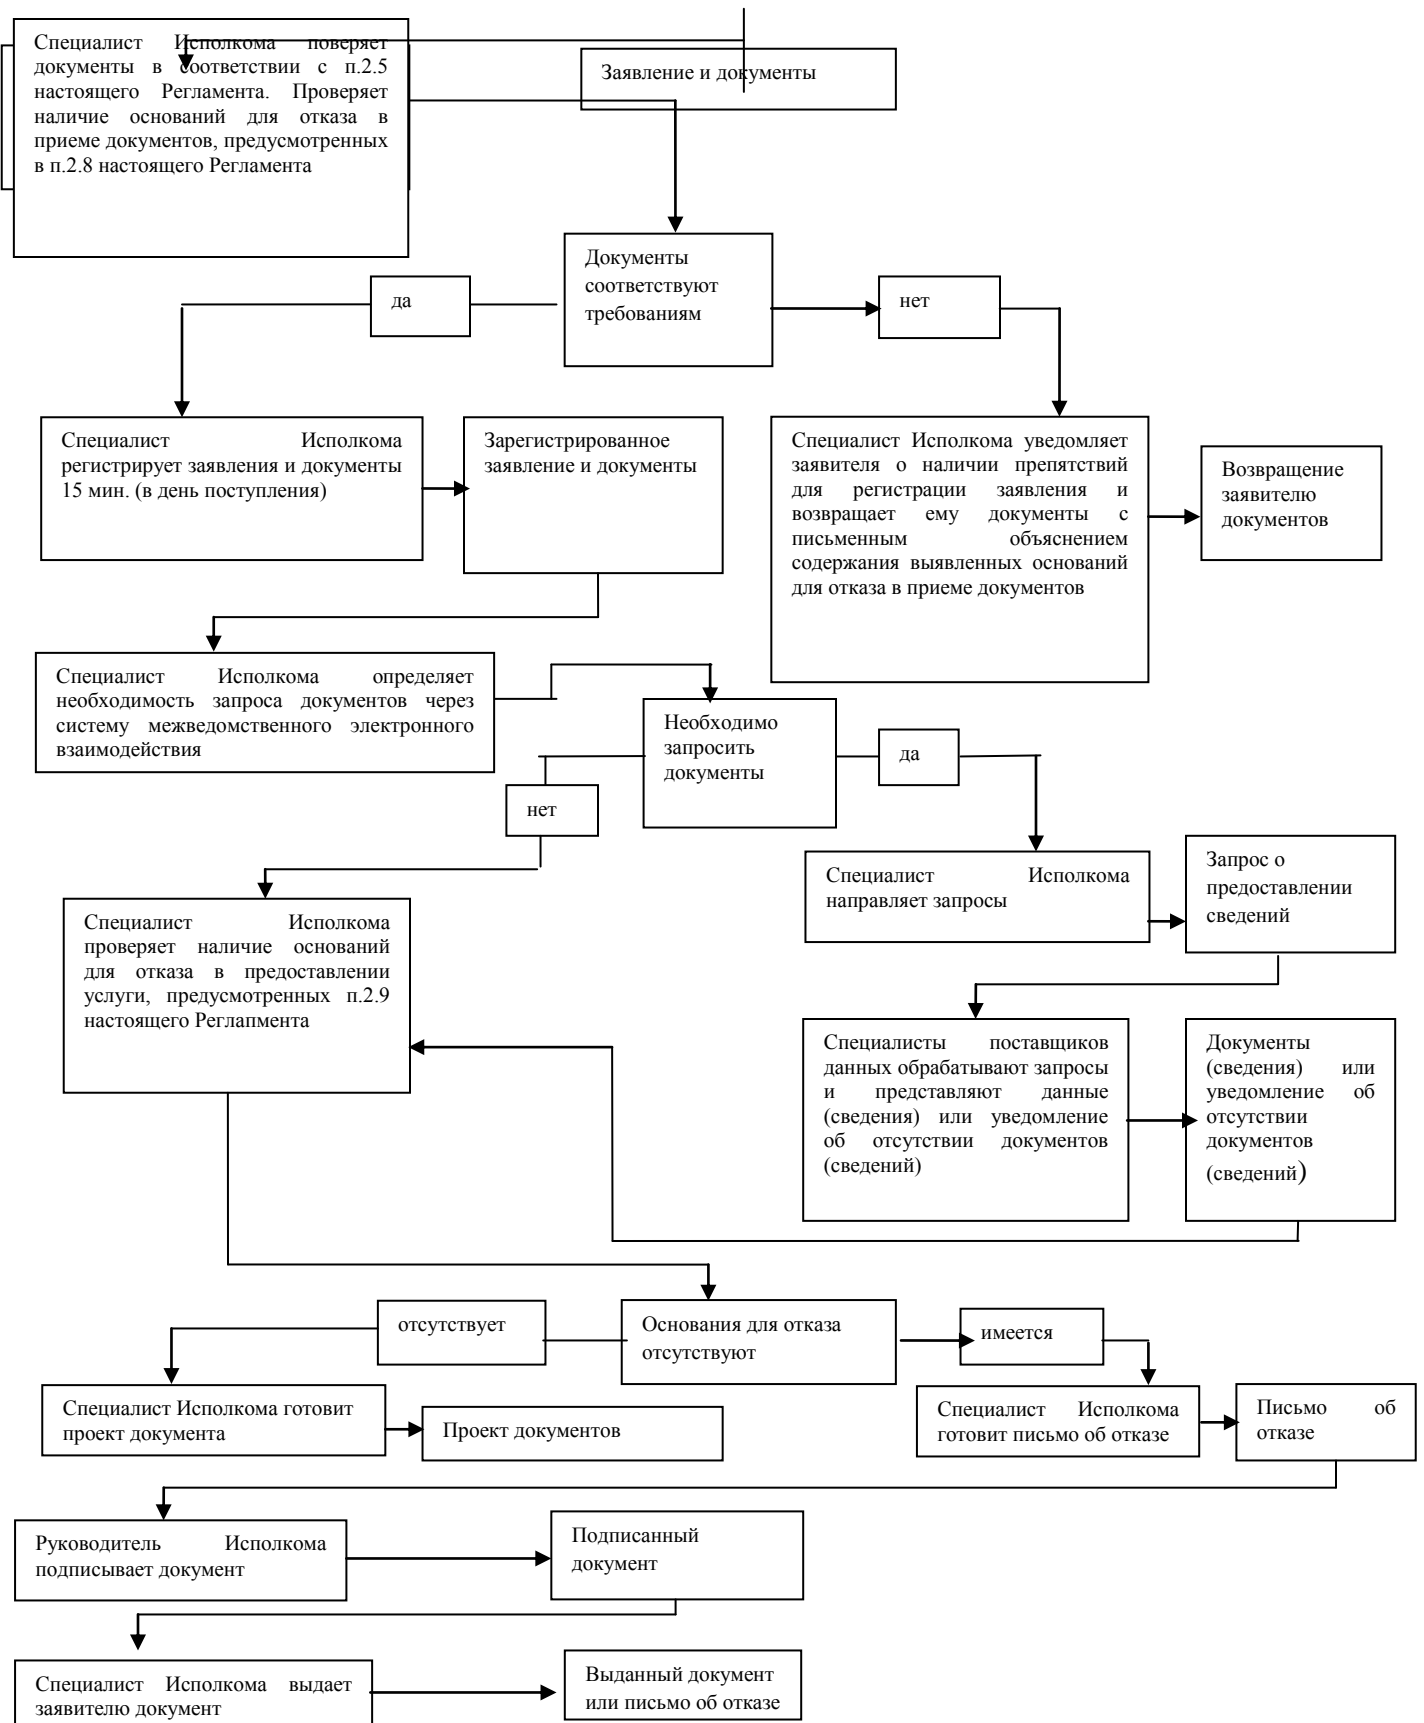 Специалист Исполкома поверяет
документы в соответствии с п.2.5
настоящего Регламента. Проверяет
наличие оснований для отказа в
приеме документов, предусмотренных
в п.2.8 настоящего Регламента
Заявление и документы
Документы
соответствуют
требованиям
да
нет
Специалист Исполкома
регистрирует заявления и документы
15 мин. (в день поступления)
Зарегистрированное
заявление и документы
Специалист Исполкома уведомляет
заявителя о наличии препятствий
для регистрации заявления и
возвращает ему документы с
письменным объяснением
содержания выявленных оснований
для отказа в приеме документов
Возвращение
заявителю
документов
Специалист Исполкома определяет
необходимость запроса документов через
систему межведомственного электронного
взаимодействия
Необходимо
запросить
документы
да
нет
Специалист Исполкома
направляет запросы
Запрос о
предоставлении
сведений
Специалист Исполкома
проверяет наличие оснований
для отказа в предоставлении
услуги, предусмотренных п.2.9
настоящего Реглапмента
Специалисты поставщиков
данных обрабатывают запросы
и представляют данные
(сведения) или уведомление
об отсутствии документов
(сведений)
Документы
(сведения) или
уведомление об
отсутствии
документов
(сведений)
отсутствует
Основания для отказа
отсутствуют
имеется
Специалист Исполкома готовит
проект документа
Проект документов
Специалист Исполкома
готовит письмо об отказе
Письмо об
отказе
Руководитель Исполкома
подписывает документ
Подписанный
документ
Специалист Исполкома выдает
заявителю документ
Выданный документ
или письмо об отказе